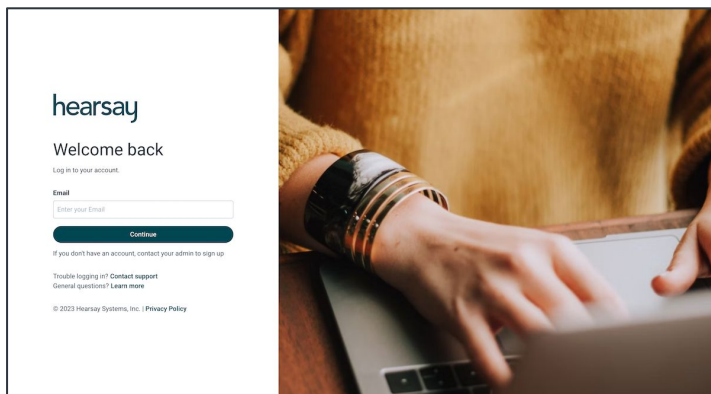 hearsay
Welcome back
Log in to your account.
Email
Enter your Email
Continue
If you don't have an account, contact your admin to sign up
Trouble logging in? Contact support
General questions? Learn more
© 2023 Hearsay Systems, Inc. | Privacy Policy